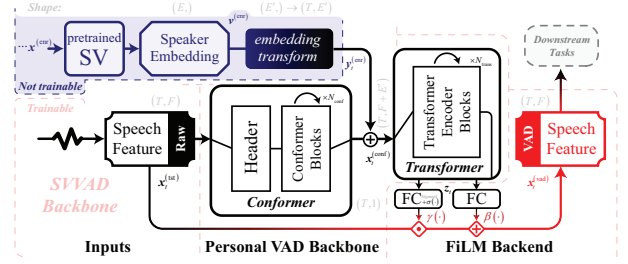 Shape: (E,) (E',) → (T,E')
v^(enr)
··· x^(enr) pretrained SV Speaker Embedding embedding transform
Not trainable
y_t^(enr)
Downstream Tasks
Trainable
(T,F)
×N_conf
(T,F+E')
×N_trans
(T,F)
Speech Feature Raw
Header
Conformer Blocks
Transformer Encoder Blocks
VAD Speech Feature
Conformer
x_t^(conf)
Transformer
x_t^(tst)
SVVAD Backbone
(T,1)
FC +σ(·)
z_t
FC
x_t^(vad)
γ(·)
β(·)
Inputs Personal VAD Backbone FiLM Backend